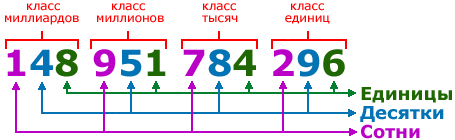 класс миллиардов класс миллионов класс тысяч класс единиц
148 951 784 296
Единицы
Десятки
Сотни